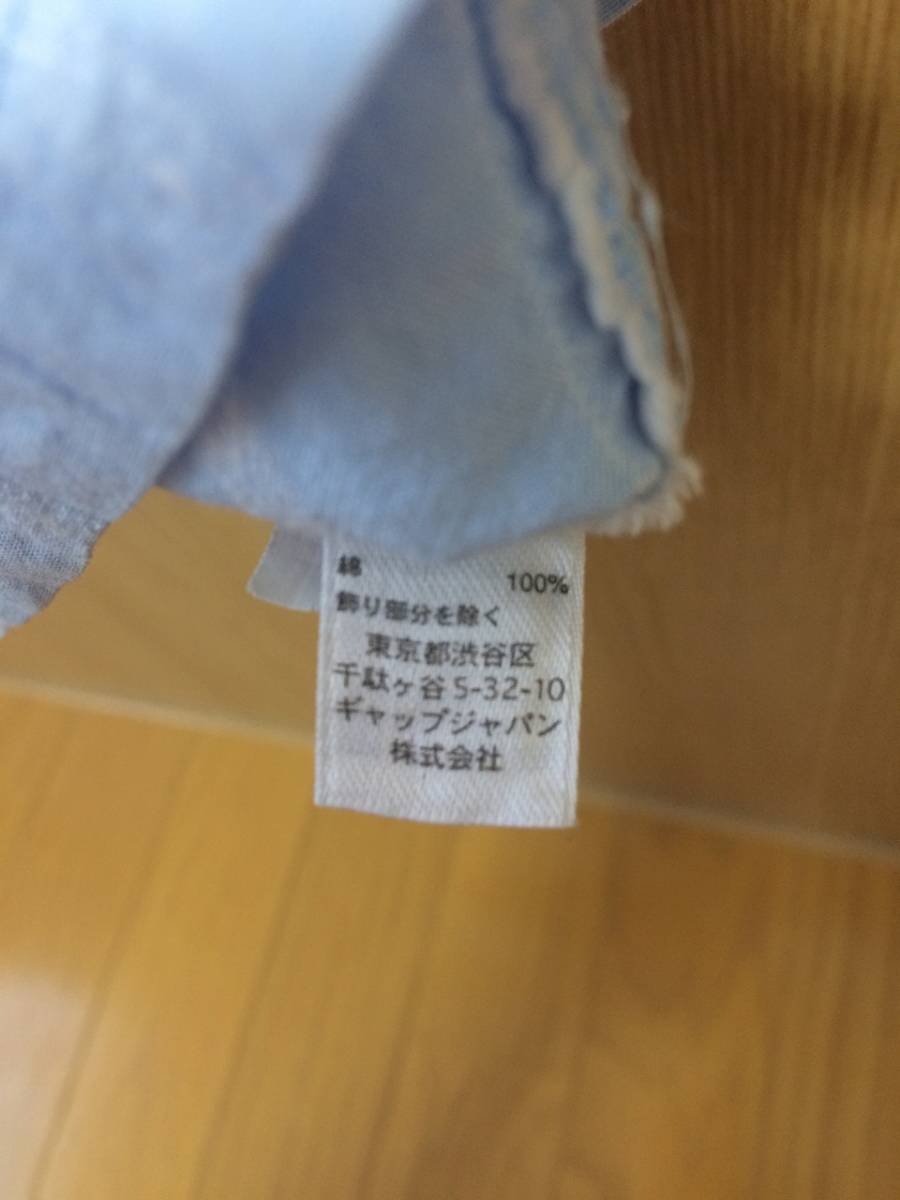 綿 100%
飾り部分を除く
東京都渋谷区
千駄ヶ谷5-32-10
ギャップジャパン
株式会社